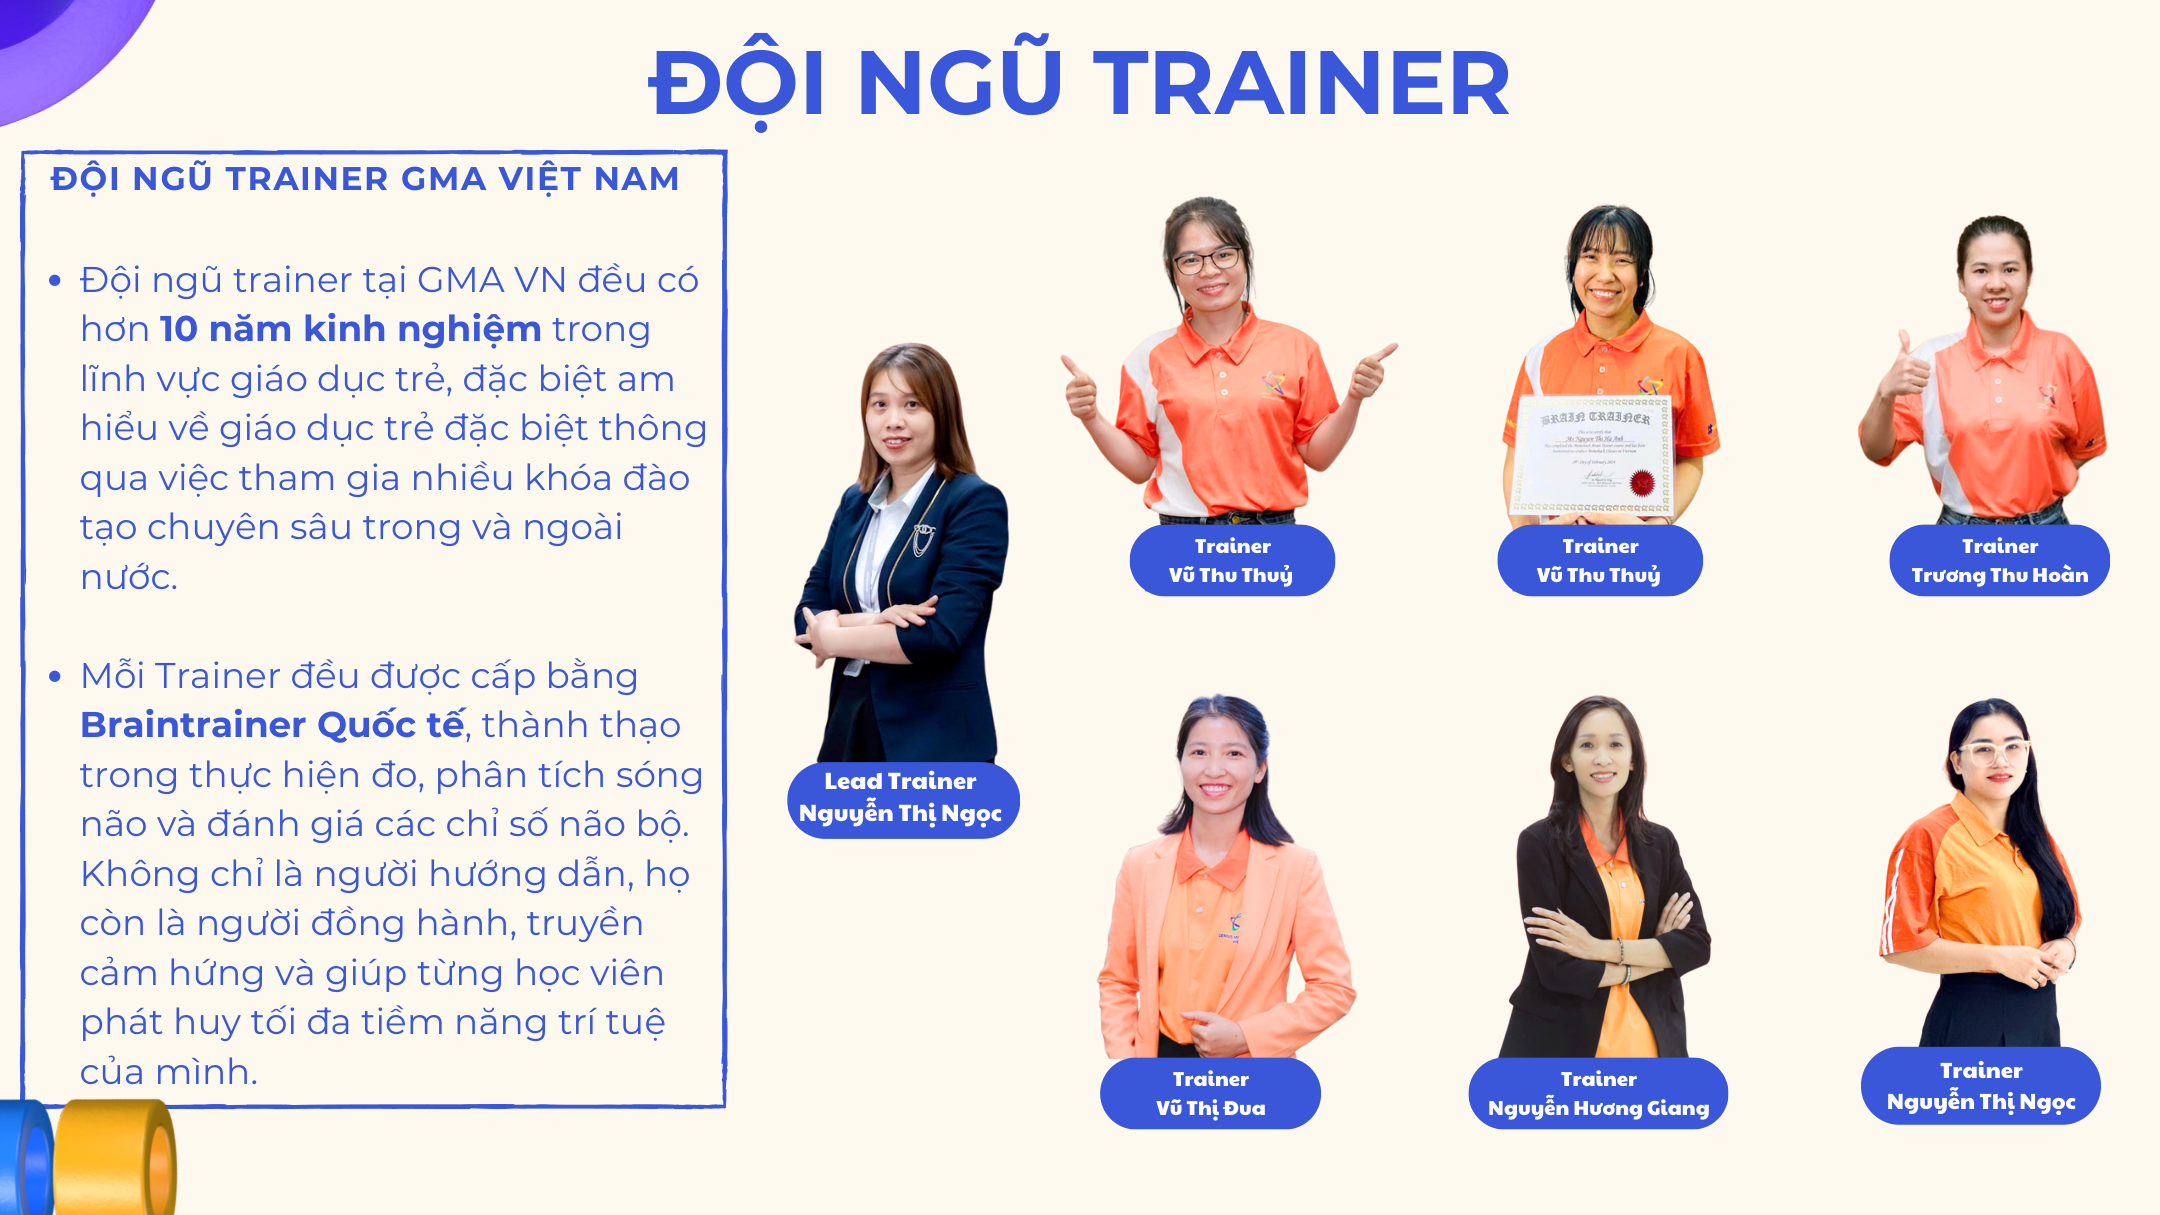 ĐỘI NGŨ TRAINER
ĐỘI NGŨ TRAINER GMA VIỆT NAM
• Đội ngũ trainer tại GMA VN đều có
hơn 10 năm kinh nghiệm trong
lĩnh vực giáo dục trẻ, đặc biệt am
hiểu về giáo dục trẻ đặc biệt thông
qua việc tham gia nhiều khóa đào
tạo chuyên sâu trong và ngoài
nước.
• Mỗi Trainer đều được cấp bằng
Braintrainer Quốc tế, thành thạo
trong thực hiện đo, phân tích sóng
não và đánh giá các chỉ số não bộ.
Không chỉ là người hướng dẫn, họ
còn là người đồng hành, truyền
cảm hứng và giúp từng học viên
phát huy tối đa tiềm năng trí tuệ
của mình.
Lead Trainer
Nguyễn Thị Ngọc
Trainer
Vũ Thu Thuỷ
BRAIN TRAINER
Ms Nguyen Thi Ha Anh
Trainer
Vũ Thu Thuỷ
Trainer
Trương Thu Hoàn
Trainer
Vũ Thị Đua
Trainer
Nguyễn Hương Giang
Trainer
Nguyễn Thị Ngọc